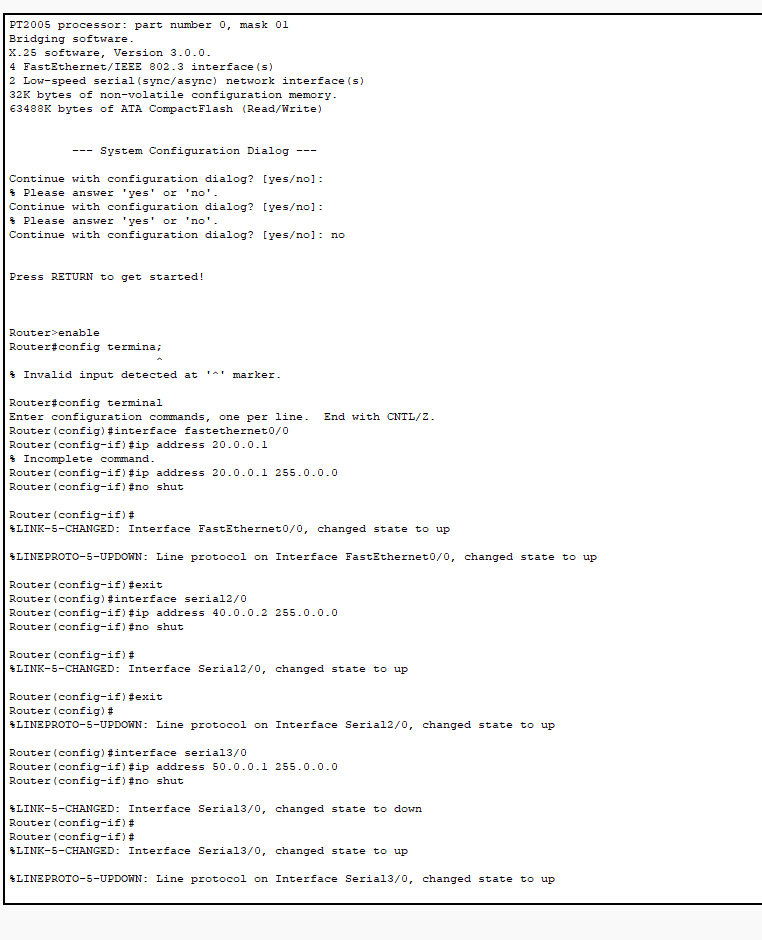 PT2005 processor: part number 0, mask 01
Bridging software.
X.25 software, Version 3.0.0.
4 FastEthernet/IEEE 802.3 interface(s)
2 Low-speed serial(sync/async) network interface(s)
32K bytes of non-volatile configuration memory.
63488K bytes of ATA CompactFlash (Read/Write)
--- System Configuration Dialog ---
Continue with configuration dialog? [yes/no]:
% Please answer 'yes' or 'no'.
Continue with configuration dialog? [yes/no]:
% Please answer 'yes' or 'no'.
Continue with configuration dialog? [yes/no]: no
Press RETURN to get started!
Router>enable
Router#config termina;
^
% Invalid input detected at '^' marker.
Router#config terminal
Enter configuration commands, one per line.  End with CNTL/Z.
Router(config)#interface fastethernet0/0
Router(config-if)#ip address 20.0.0.1
% Incomplete command.
Router(config-if)#ip address 20.0.0.1 255.0.0.0
Router(config-if)#no shut
Router(config-if)#
%LINK-5-CHANGED: Interface FastEthernet0/0, changed state to up
%LINEPROTO-5-UPDOWN: Line protocol on Interface FastEthernet0/0, changed state to up
Router(config-if)#exit
Router(config)#interface serial2/0
Router(config-if)#ip address 40.0.0.2 255.0.0.0
Router(config-if)#no shut
Router(config-if)#
%LINK-5-CHANGED: Interface Serial2/0, changed state to up
Router(config-if)#exit
Router(config)#
%LINEPROTO-5-UPDOWN: Line protocol on Interface Serial2/0, changed state to up
Router(config)#interface serial3/0
Router(config-if)#ip address 50.0.0.1 255.0.0.0
Router(config-if)#no shut
%LINK-5-CHANGED: Interface Serial3/0, changed state to down
Router(config-if)#
Router(config-if)#
%LINK-5-CHANGED: Interface Serial3/0, changed state to up
%LINEPROTO-5-UPDOWN: Line protocol on Interface Serial3/0, changed state to up